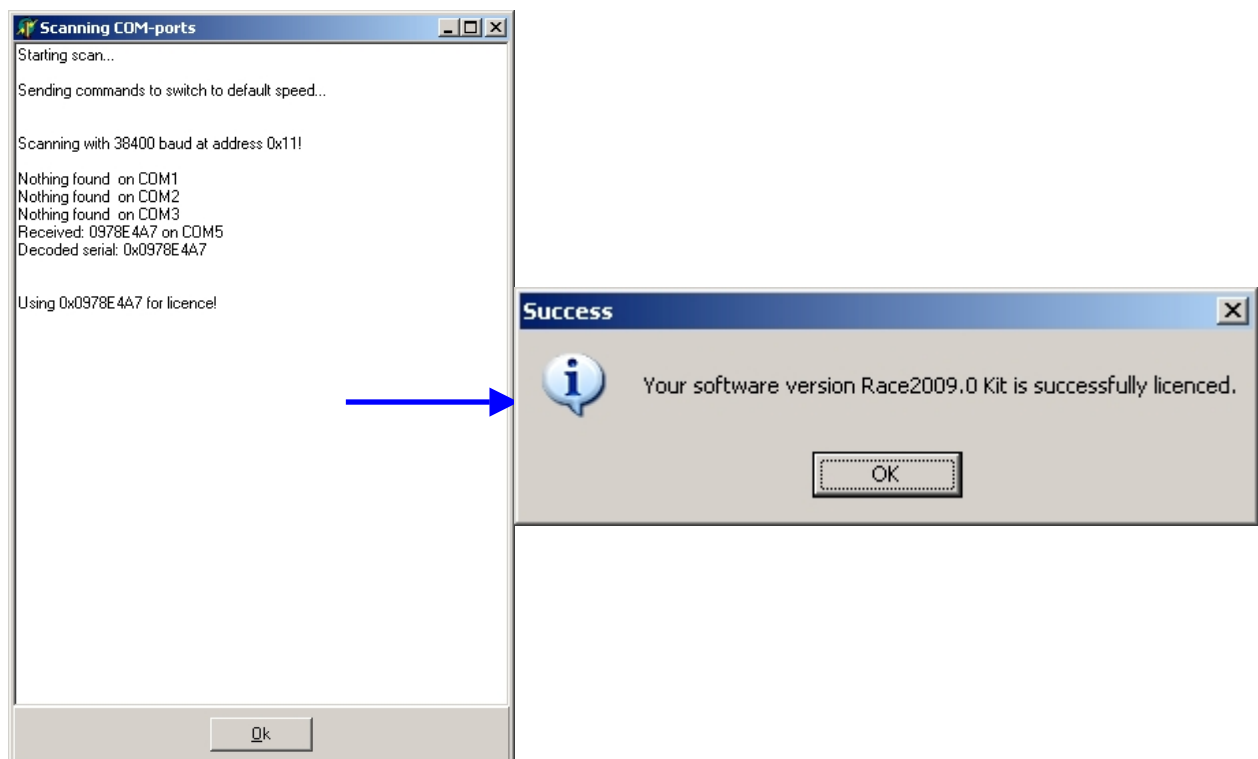 Scanning COM-ports
Starting scan...
Sending commands to switch to default speed...
Scanning with 38400 baud at address 0x11!
Nothing found  on COM1
Nothing found  on COM2
Nothing found  on COM3
Received: 0978E4A7 on COM5
Decoded serial: 0x0978E4A7
Using 0x0978E4A7 for licence!
Ok
Success
Your software version Race2009.0 Kit is successfully licenced.
OK